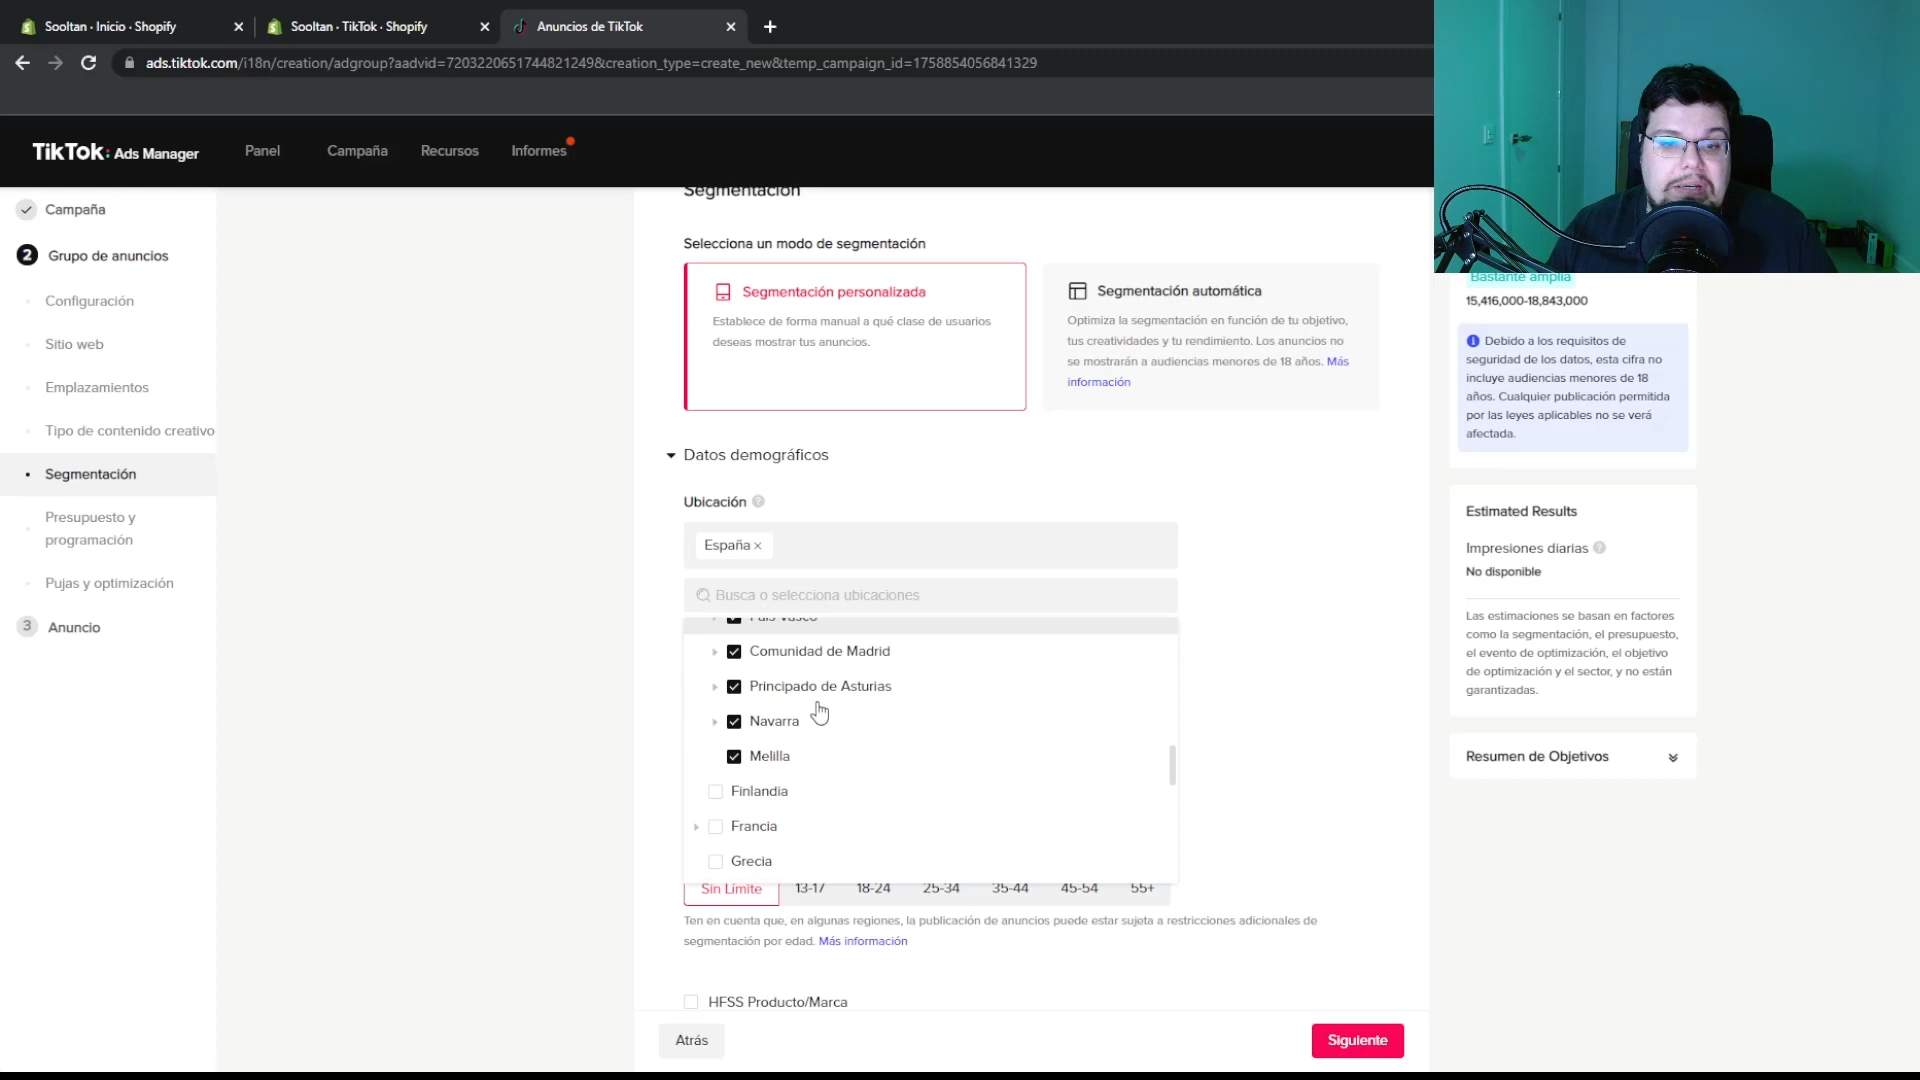 Sooltan · Inicio · Shopify
Sooltan · TikTok · Shopify
Anuncios de TikTok
ads.tiktok.com/i18n/creation/adgroup?aadvid=7203220651744821249&creation_type=create_new&temp_campaign_id=1758854056841329
TikTok: Ads Manager
Panel
Campaña
Recursos
Informes
Campaña
2 Grupo de anuncios
Configuración
Sitio web
Emplazamientos
Tipo de contenido creativo
Segmentación
Presupuesto y
programación
Pujas y optimización
3 Anuncio
Segmentación
Selecciona un modo de segmentación
Segmentación personalizada
Establece de forma manual a qué clase de usuarios
deseas mostrar tus anuncios.
Segmentación automática
Optimiza la segmentación en función de tu objetivo,
tus creatividades y tu rendimiento. Los anuncios no
se mostrarán a audiencias menores de 18 años. Más
información
Datos demográficos
Ubicación
España ×
Busca o selecciona ubicaciones
País Vasco
Comunidad de Madrid
Principado de Asturias
Navarra
Melilla
Finlandia
Francia
Grecia
Sin Límite 13-17 18-24 25-34 35-44 45-54 55+
Ten en cuenta que, en algunas regiones, la publicación de anuncios puede estar sujeta a restricciones adicionales de
segmentación por edad. Más información
HFSS Producto/Marca
Atrás
Siguiente
Bastante amplia
15,416,000-18,843,000
Debido a los requisitos de
seguridad de los datos, esta cifra no
incluye audiencias menores de 18
años. Cualquier publicación permitida
por las leyes aplicables no se verá
afectada.
Estimated Results
Impresiones diarias
No disponible
Las estimaciones se basan en factores
como la segmentación, el presupuesto,
el evento de optimización, el objetivo
de optimización y el sector, y no están
garantizadas.
Resumen de Objetivos